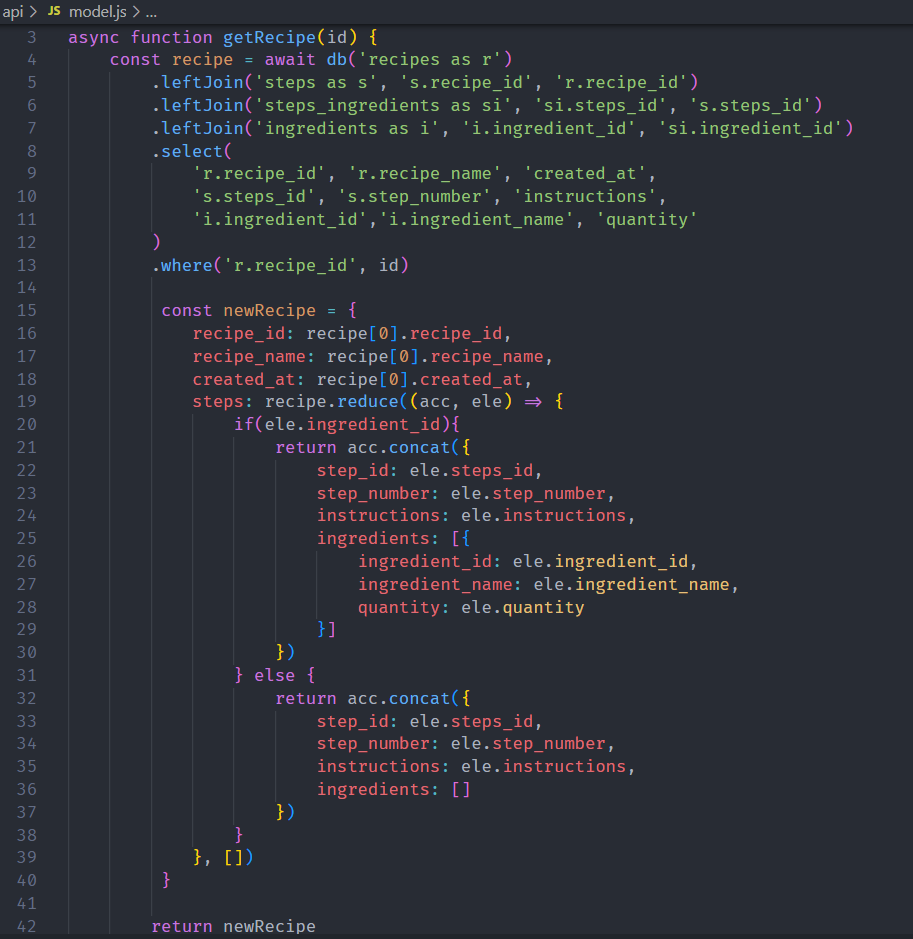 api > JS model.js > ...
3 async function getRecipe(id) {
4 const recipe = await db('recipes as r')
5 .leftJoin('steps as s', 's.recipe_id', 'r.recipe_id')
6 .leftJoin('steps_ingredients as si', 'si.steps_id', 's.steps_id')
7 .leftJoin('ingredients as i', 'i.ingredient_id', 'si.ingredient_id')
8 .select(
9 'r.recipe_id', 'r.recipe_name', 'created_at',
10 's.steps_id', 's.step_number', 'instructions',
11 'i.ingredient_id','i.ingredient_name', 'quantity'
12 )
13 .where('r.recipe_id', id)
14
15 const newRecipe = {
16 recipe_id: recipe[0].recipe_id,
17 recipe_name: recipe[0].recipe_name,
18 created_at: recipe[0].created_at,
19 steps: recipe.reduce((acc, ele) ⇒ {
20 if(ele.ingredient_id){
21 return acc.concat({
22 step_id: ele.steps_id,
23 step_number: ele.step_number,
24 instructions: ele.instructions,
25 ingredients: [{
26 ingredient_id: ele.ingredient_id,
27 ingredient_name: ele.ingredient_name,
28 quantity: ele.quantity
29 }]
30 })
31 } else {
32 return acc.concat({
33 step_id: ele.steps_id,
34 step_number: ele.step_number,
35 instructions: ele.instructions,
36 ingredients: []
37 })
38 }
39 }, [])
40 }
41
42 return newRecipe